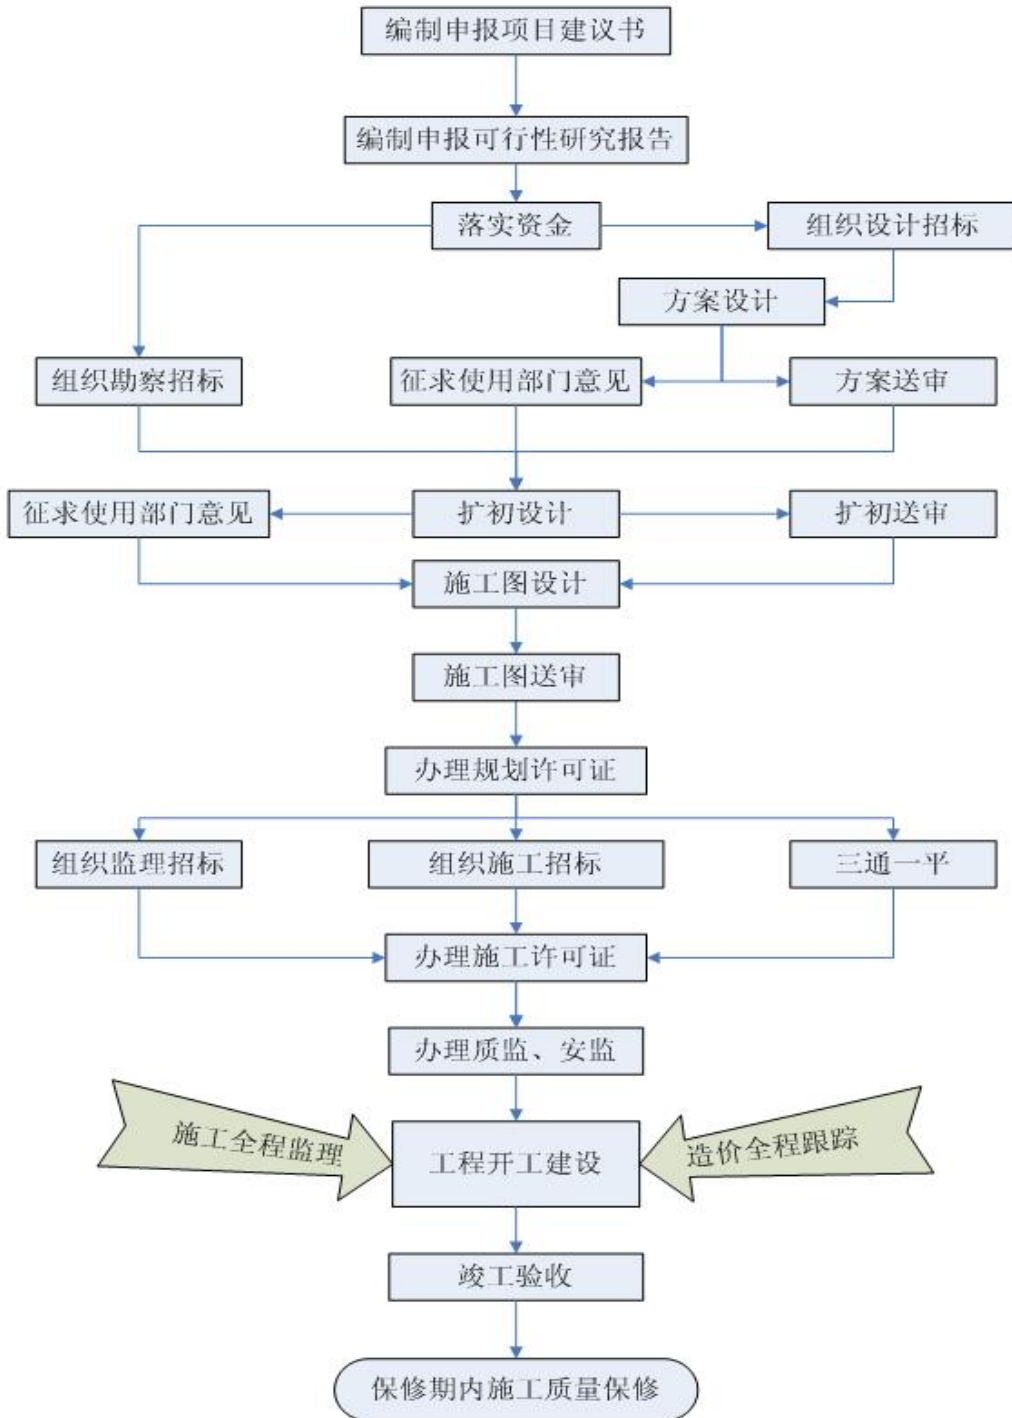 编制申报项目建议书
编制申报可行性研究报告
落实资金
组织设计招标
方案设计
组织勘察招标
征求使用部门意见
方案送审
征求使用部门意见
扩初设计
扩初送审
施工图设计
施工图送审
办理规划许可证
组织监理招标
组织施工招标
三通一平
办理施工许可证
办理质监、安监
施工全程监理
工程开工建设
造价全程跟踪
竣工验收
保修期内施工质量保修